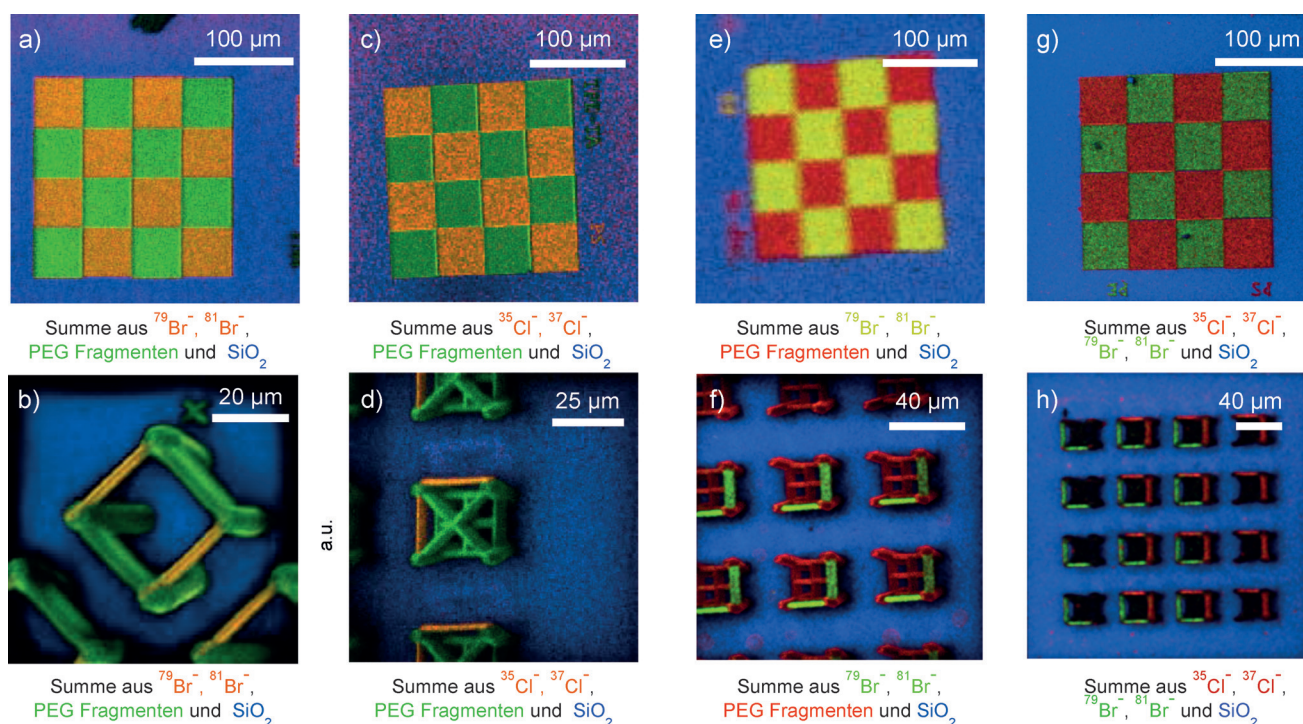 a)
100 µm
c)
100 µm
e)
100 µm
g)
100 µm
Summe aus ⁷⁹Br⁻, ⁸¹Br⁻,
PEG Fragmenten und SiO₂
Summe aus ³⁵Cl⁻, ³⁷Cl⁻,
PEG Fragmenten und SiO₂
Summe aus ⁷⁹Br⁻, ⁸¹Br⁻,
PEG Fragmenten und SiO₂
Summe aus ³⁵Cl⁻, ³⁷Cl⁻,
⁷⁹Br⁻, ⁸¹Br⁻ und SiO₂
b)
20 µm
a.u.
d)
25 µm
f)
40 µm
h)
40 µm
Summe aus ⁷⁹Br⁻, ⁸¹Br⁻,
PEG Fragmenten und SiO₂
Summe aus ³⁵Cl⁻, ³⁷Cl⁻,
PEG Fragmenten und SiO₂
Summe aus ⁷⁹Br⁻, ⁸¹Br⁻,
PEG Fragmenten und SiO₂
Summe aus ³⁵Cl⁻, ³⁷Cl⁻,
⁷⁹Br⁻, ⁸¹Br⁻ und SiO₂